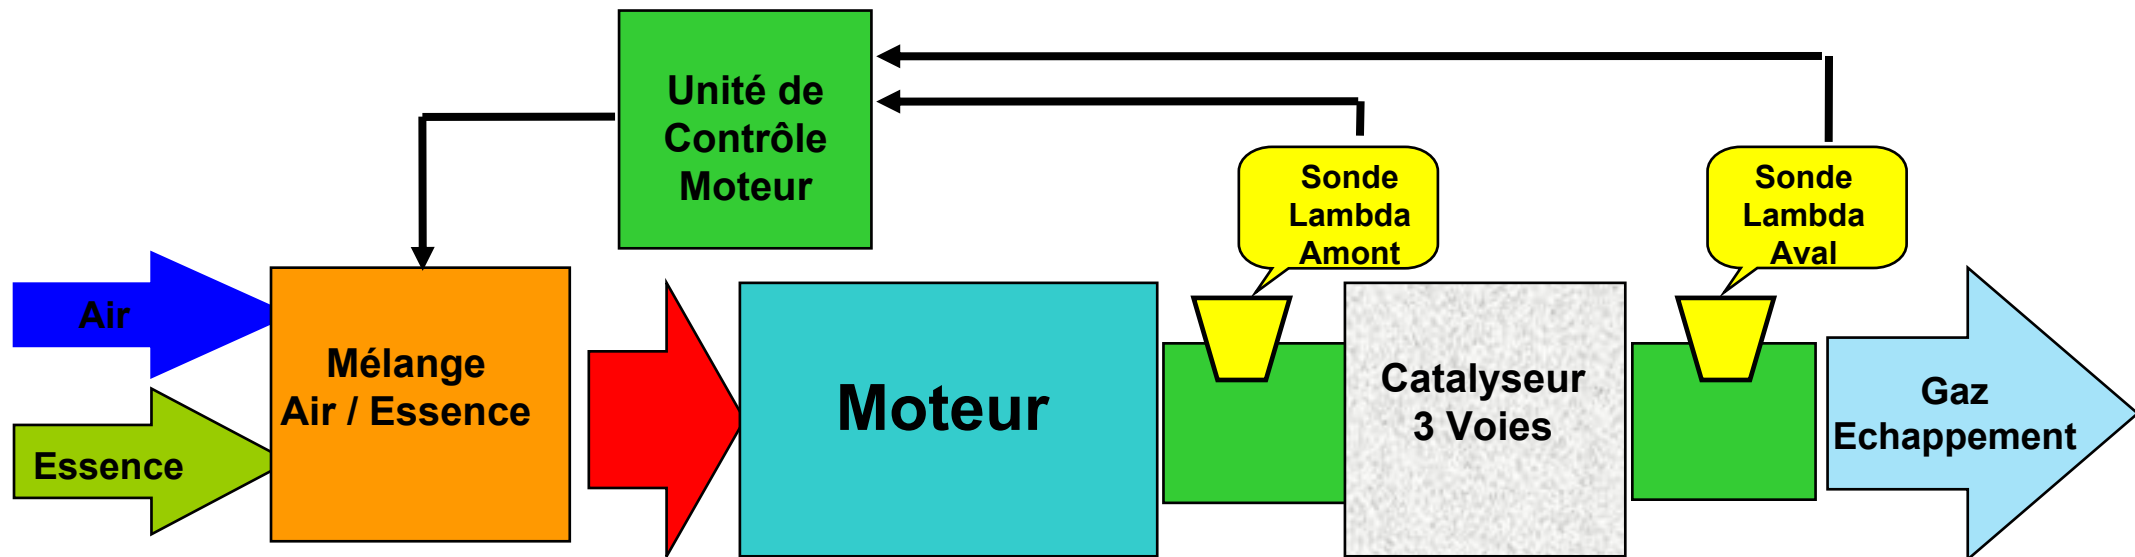 Unité de
Contrôle
Moteur
Sonde
Lambda
Amont
Sonde
Lambda
Aval
Air
Essence
Mélange
Air / Essence
Moteur
Catalyseur
3 Voies
Gaz
Echappement